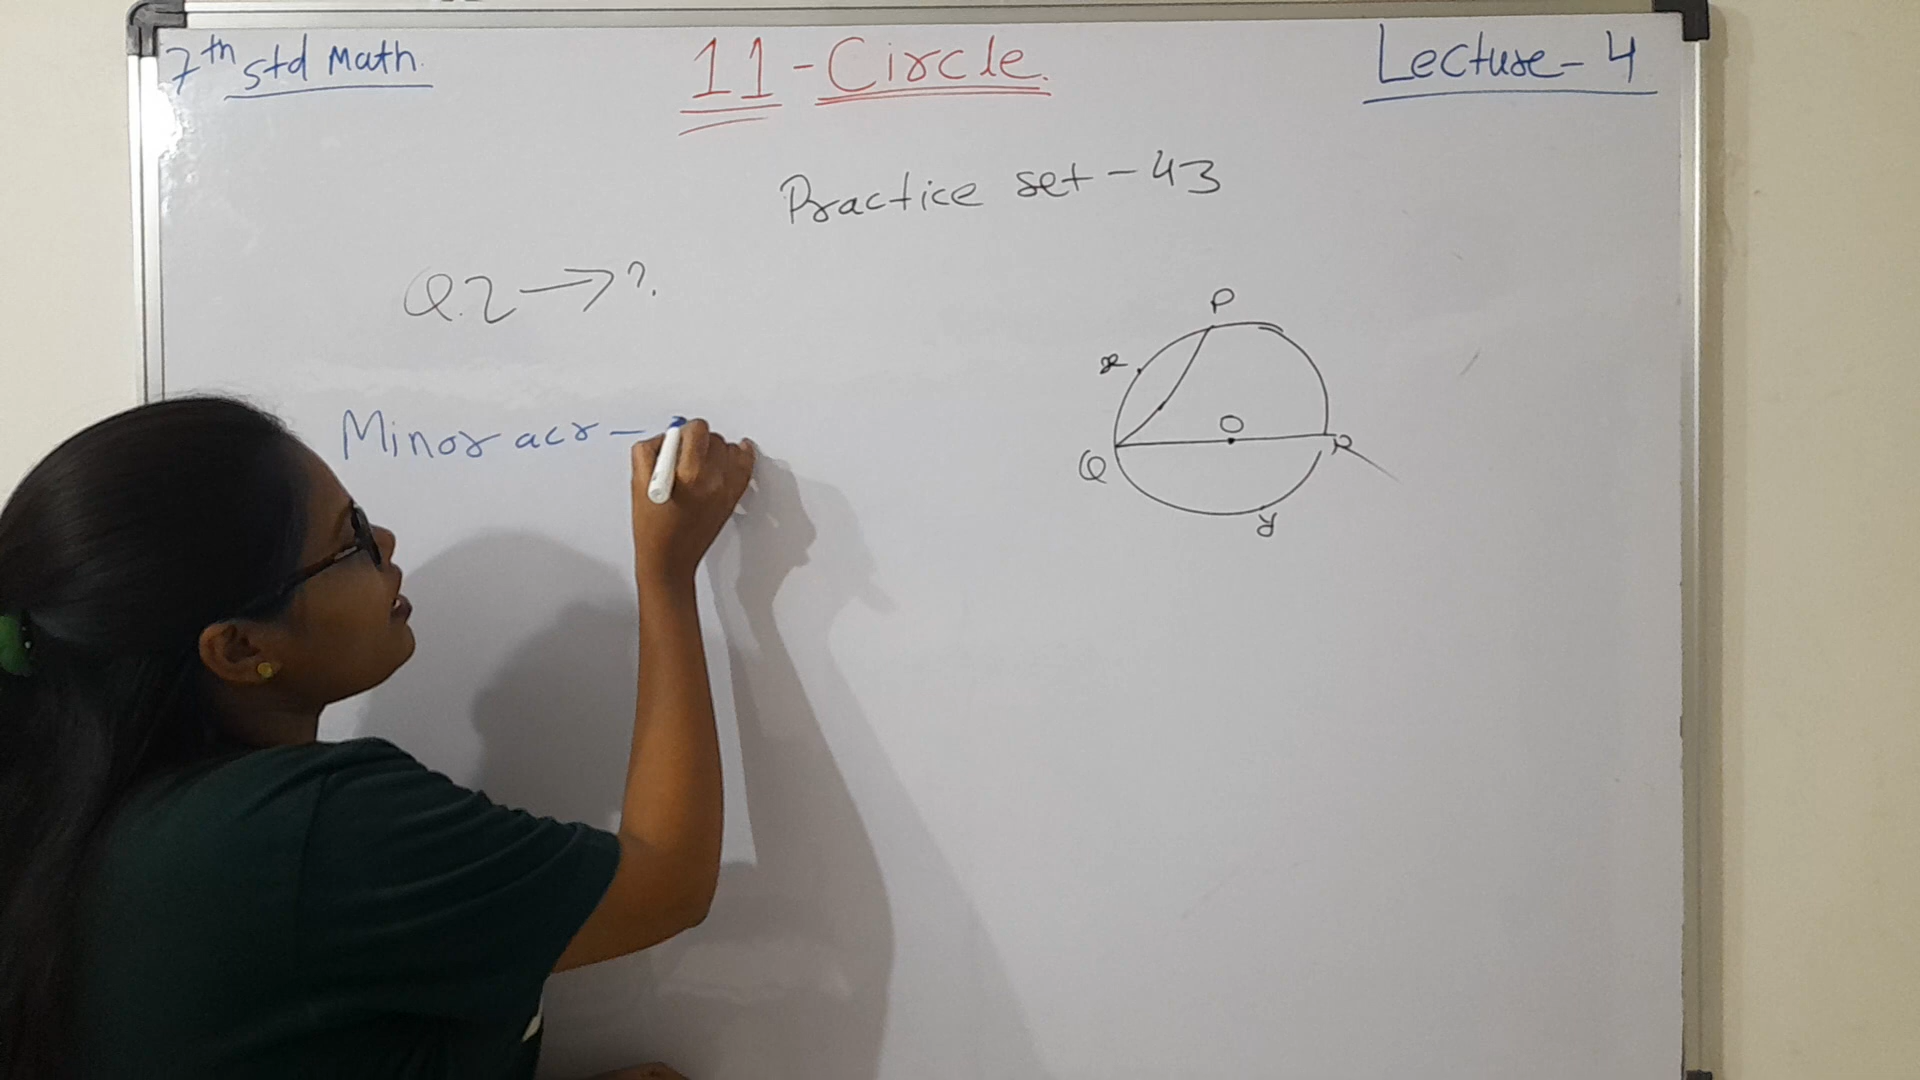 7th std Math.
11 - Circle.
Lecture - 4
Practice set - 43
Q.2 → ?.
Minor acr -
P
x
O
Q
R
y